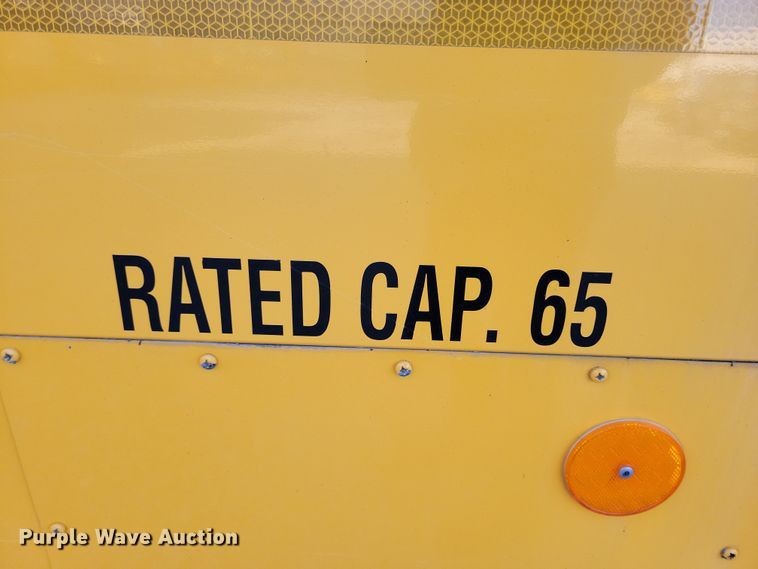 RATED CAP. 65
Purple Wave Auction